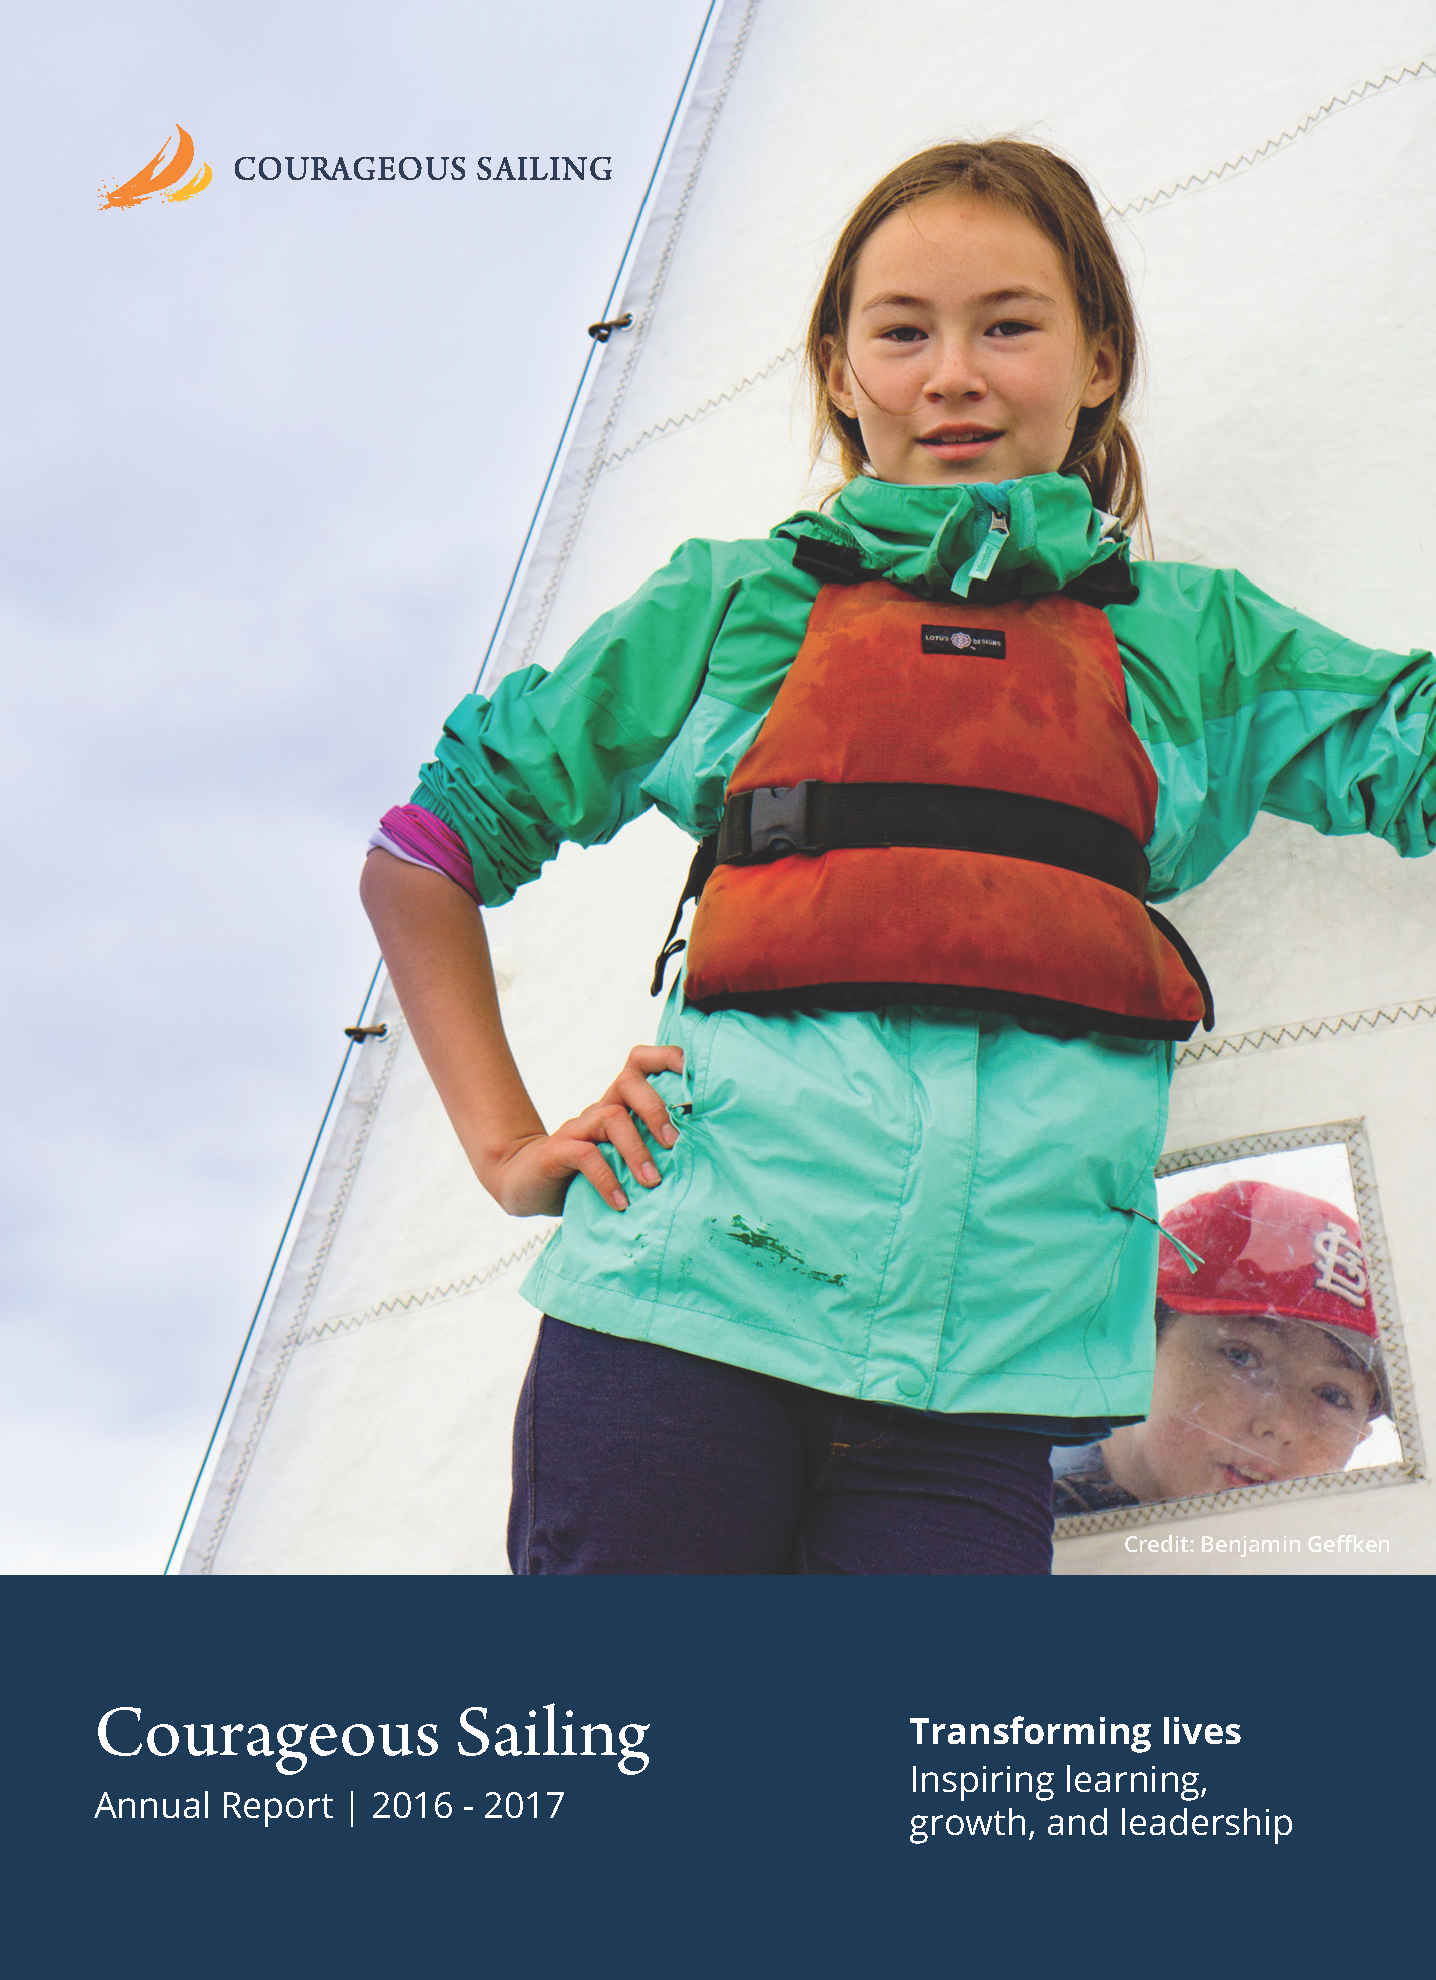 COURAGEOUS SAILING
LOTUS DESIGNS
STL
Credit: Benjamin Geffken
Courageous Sailing
Annual Report | 2016 - 2017
Transforming lives
Inspiring learning,
growth, and leadership